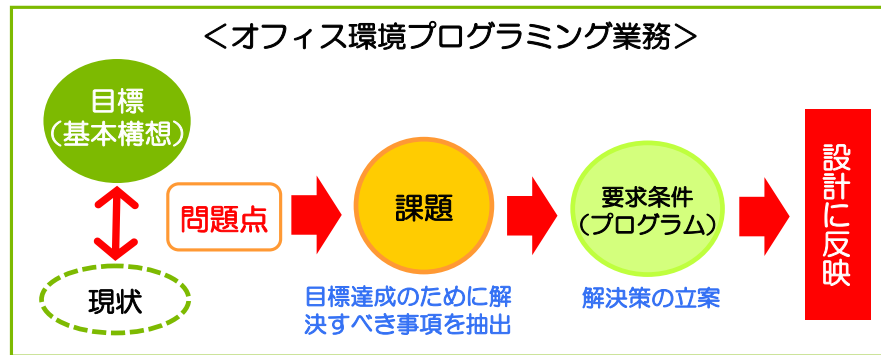 ＜オフィス環境プログラミング業務＞
目標
（基本構想）
問題点
現状
課題
目標達成のために解
決すべき事項を抽出
要求条件
（プログラム）
解決策の立案
設計に反映